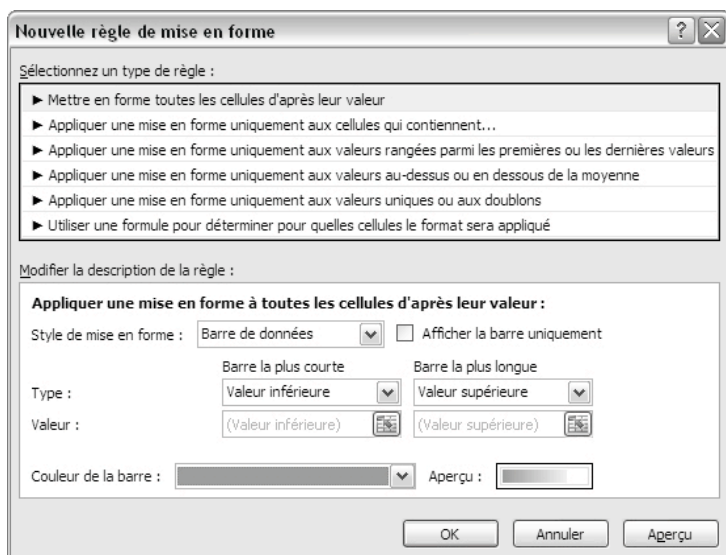 Nouvelle règle de mise en forme
Sélectionnez un type de règle :
► Mettre en forme toutes les cellules d'après leur valeur
► Appliquer une mise en forme uniquement aux cellules qui contiennent...
► Appliquer une mise en forme uniquement aux valeurs rangées parmi les premières ou les dernières valeurs
► Appliquer une mise en forme uniquement aux valeurs au-dessus ou en dessous de la moyenne
► Appliquer une mise en forme uniquement aux valeurs uniques ou aux doublons
► Utiliser une formule pour déterminer pour quelles cellules le format sera appliqué
Modifier la description de la règle :
Appliquer une mise en forme à toutes les cellules d'après leur valeur :
Style de mise en forme : Barre de données Afficher la barre uniquement
Barre la plus courte Barre la plus longue
Type : Valeur inférieure Valeur supérieure
Valeur : (Valeur inférieure) (Valeur supérieure)
Couleur de la barre : Aperçu :
OK Annuler Aperçu